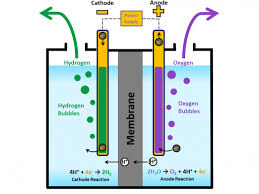 Cathode
Anode
Power
Supply
Hydrogen
Oxygen
Hydrogen
Bubbles
Membrane
Oxygen
Bubbles
H⁺
H⁺
4H⁺ + 4e⁻ → 2H₂
Cathode Reaction
2H₂O → O₂ + 4H⁺ + 4e⁻
Anode Reaction